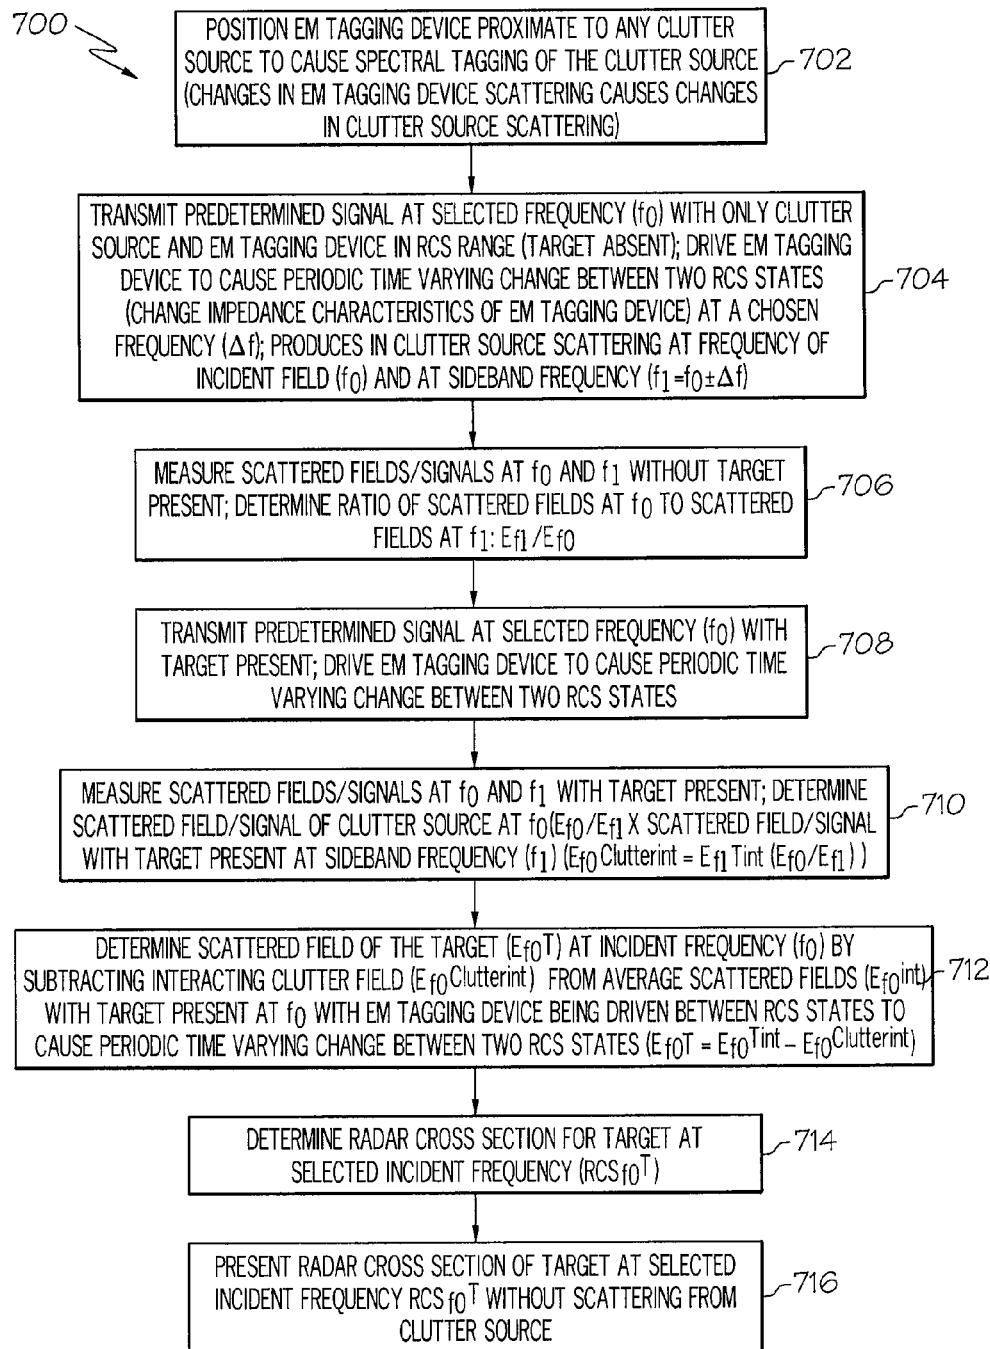 700
POSITION EM TAGGING DEVICE PROXIMATE TO ANY CLUTTER
SOURCE TO CAUSE SPECTRAL TAGGING OF THE CLUTTER SOURCE
(CHANGES IN EM TAGGING DEVICE SCATTERING CAUSES CHANGES
IN CLUTTER SOURCE SCATTERING)
702
TRANSMIT PREDETERMINED SIGNAL AT SELECTED FREQUENCY (f0) WITH ONLY CLUTTER
SOURCE AND EM TAGGING DEVICE IN RCS RANGE (TARGET ABSENT); DRIVE EM TAGGING
DEVICE TO CAUSE PERIODIC TIME VARYING CHANGE BETWEEN TWO RCS STATES
(CHANGE IMPEDANCE CHARACTERISTICS OF EM TAGGING DEVICE) AT A CHOSEN
FREQUENCY (Δf); PRODUCES IN CLUTTER SOURCE SCATTERING AT FREQUENCY OF
INCIDENT FIELD (f0) AND AT SIDEBAND FREQUENCY (f1=f0±Δf)
704
MEASURE SCATTERED FIELDS/SIGNALS AT f0 AND f1 WITHOUT TARGET
PRESENT; DETERMINE RATIO OF SCATTERED FIELDS AT f0 TO SCATTERED
FIELDS AT f1: Ef1/Ef0
706
TRANSMIT PREDETERMINED SIGNAL AT SELECTED FREQUENCY (f0) WITH
TARGET PRESENT; DRIVE EM TAGGING DEVICE TO CAUSE PERIODIC TIME
VARYING CHANGE BETWEEN TWO RCS STATES
708
MEASURE SCATTERED FIELDS/SIGNALS AT f0 AND f1 WITH TARGET PRESENT; DETERMINE
SCATTERED FIELD/SIGNAL OF CLUTTER SOURCE AT f0(Ef0/Ef1 X SCATTERED FIELD/SIGNAL
WITH TARGET PRESENT AT SIDEBAND FREQUENCY (f1) (Ef0Clutterint = Ef1Tint (Ef0/Ef1) )
710
DETERMINE SCATTERED FIELD OF THE TARGET (Ef0T) AT INCIDENT FREQUENCY (f0) BY
SUBTRACTING INTERACTING CLUTTER FIELD (Ef0Clutterint) FROM AVERAGE SCATTERED FIELDS (Ef0int)
WITH TARGET PRESENT AT f0 WITH EM TAGGING DEVICE BEING DRIVEN BETWEEN RCS STATES TO
CAUSE PERIODIC TIME VARYING CHANGE BETWEEN TWO RCS STATES (Ef0T = Ef0Tint – Ef0Clutterint)
712
DETERMINE RADAR CROSS SECTION FOR TARGET AT
SELECTED INCIDENT FREQUENCY (RCSf0T)
714
PRESENT RADAR CROSS SECTION OF TARGET AT SELECTED
INCIDENT FREQUENCY RCSf0T WITHOUT SCATTERING FROM
CLUTTER SOURCE
716